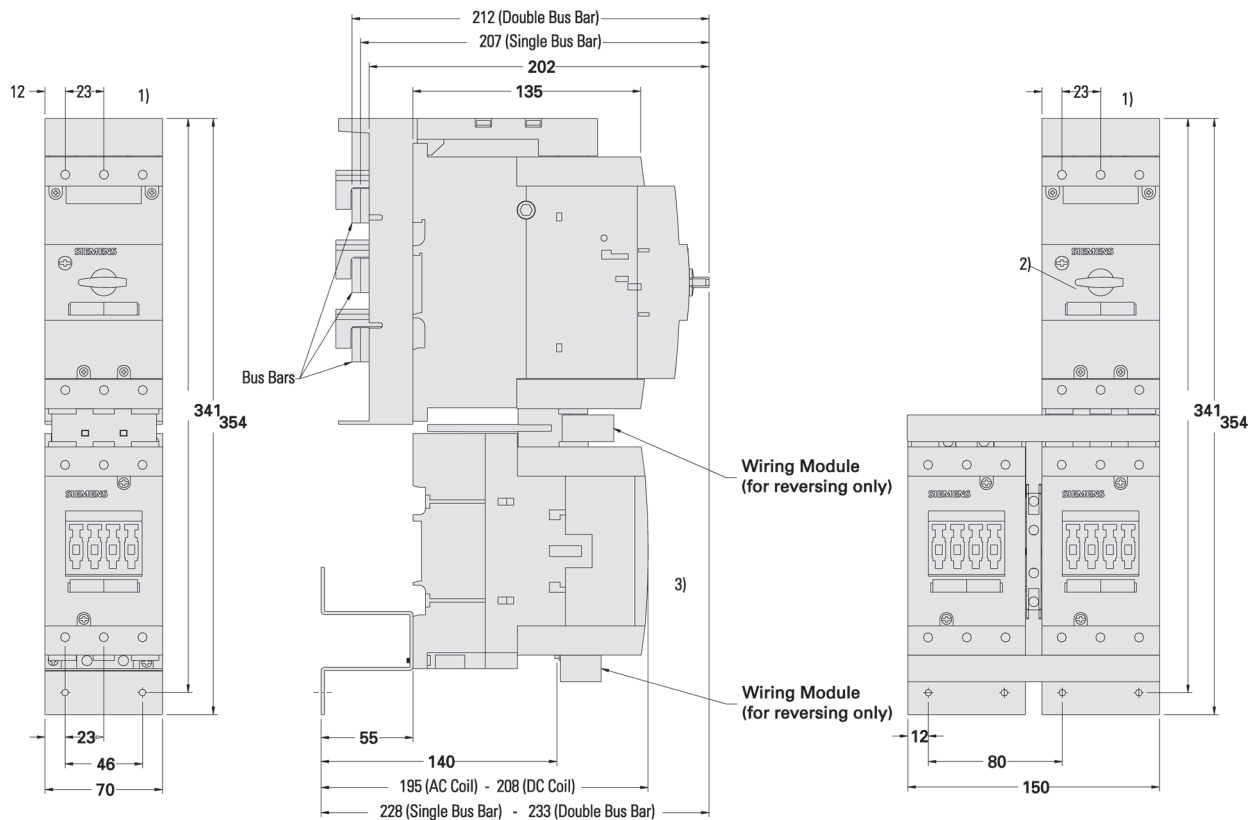 212 (Double Bus Bar)
207 (Single Bus Bar)
202
135
12
23
1)
SIEMENS
341
354
SIEMENS
23
46
70
Bus Bars
Wiring Module
(for reversing only)
3)
Wiring Module
(for reversing only)
55
140
195 (AC Coil) - 208 (DC Coil)
228 (Single Bus Bar) - 233 (Double Bus Bar)
23
1)
SIEMENS
2)
341
354
SIEMENS
SIEMENS
12
80
150